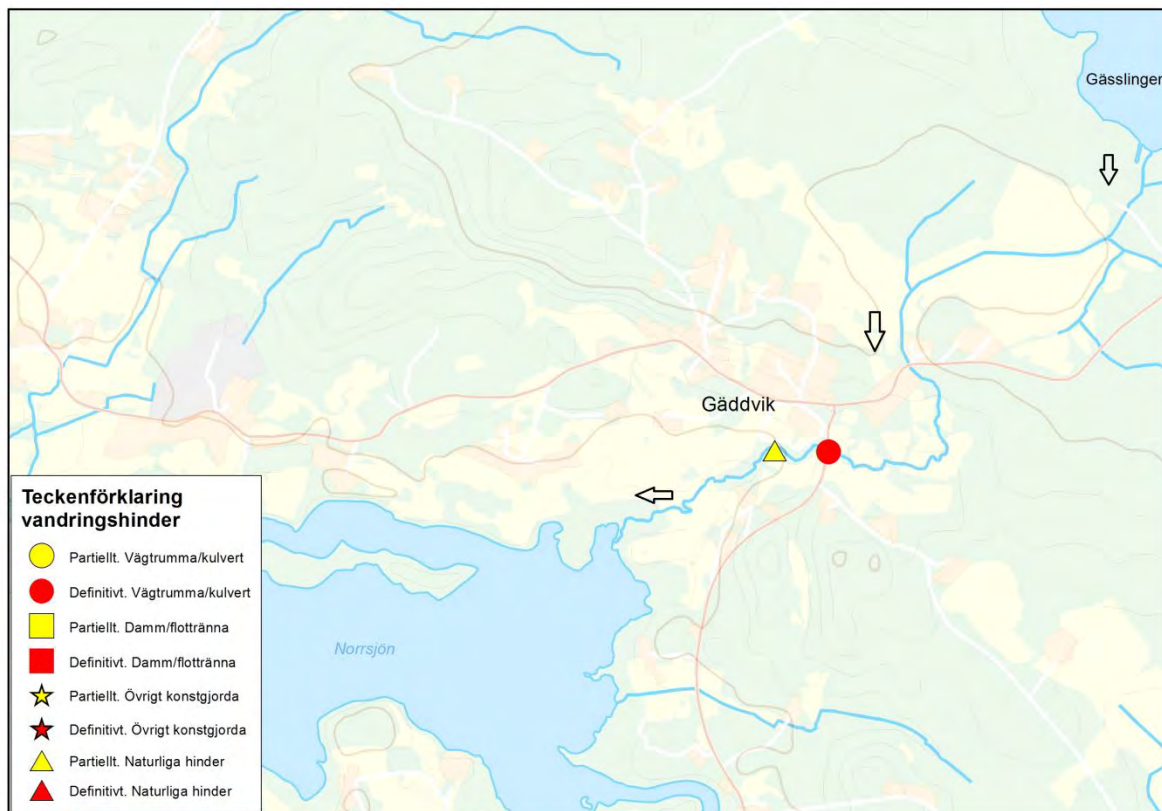 Gässlingen
Gäddvik
Norrsjön
Teckenförklaring
vandringshinder
Partiellt. Vägtrumma/kulvert
Definitivt. Vägtrumma/kulvert
Partiellt. Damm/flottränna
Definitivt. Damm/flottränna
Partiellt. Övrigt konstgjorda
Definitivt. Övrigt konstgjorda
Partiellt. Naturliga hinder
Definitivt. Naturliga hinder